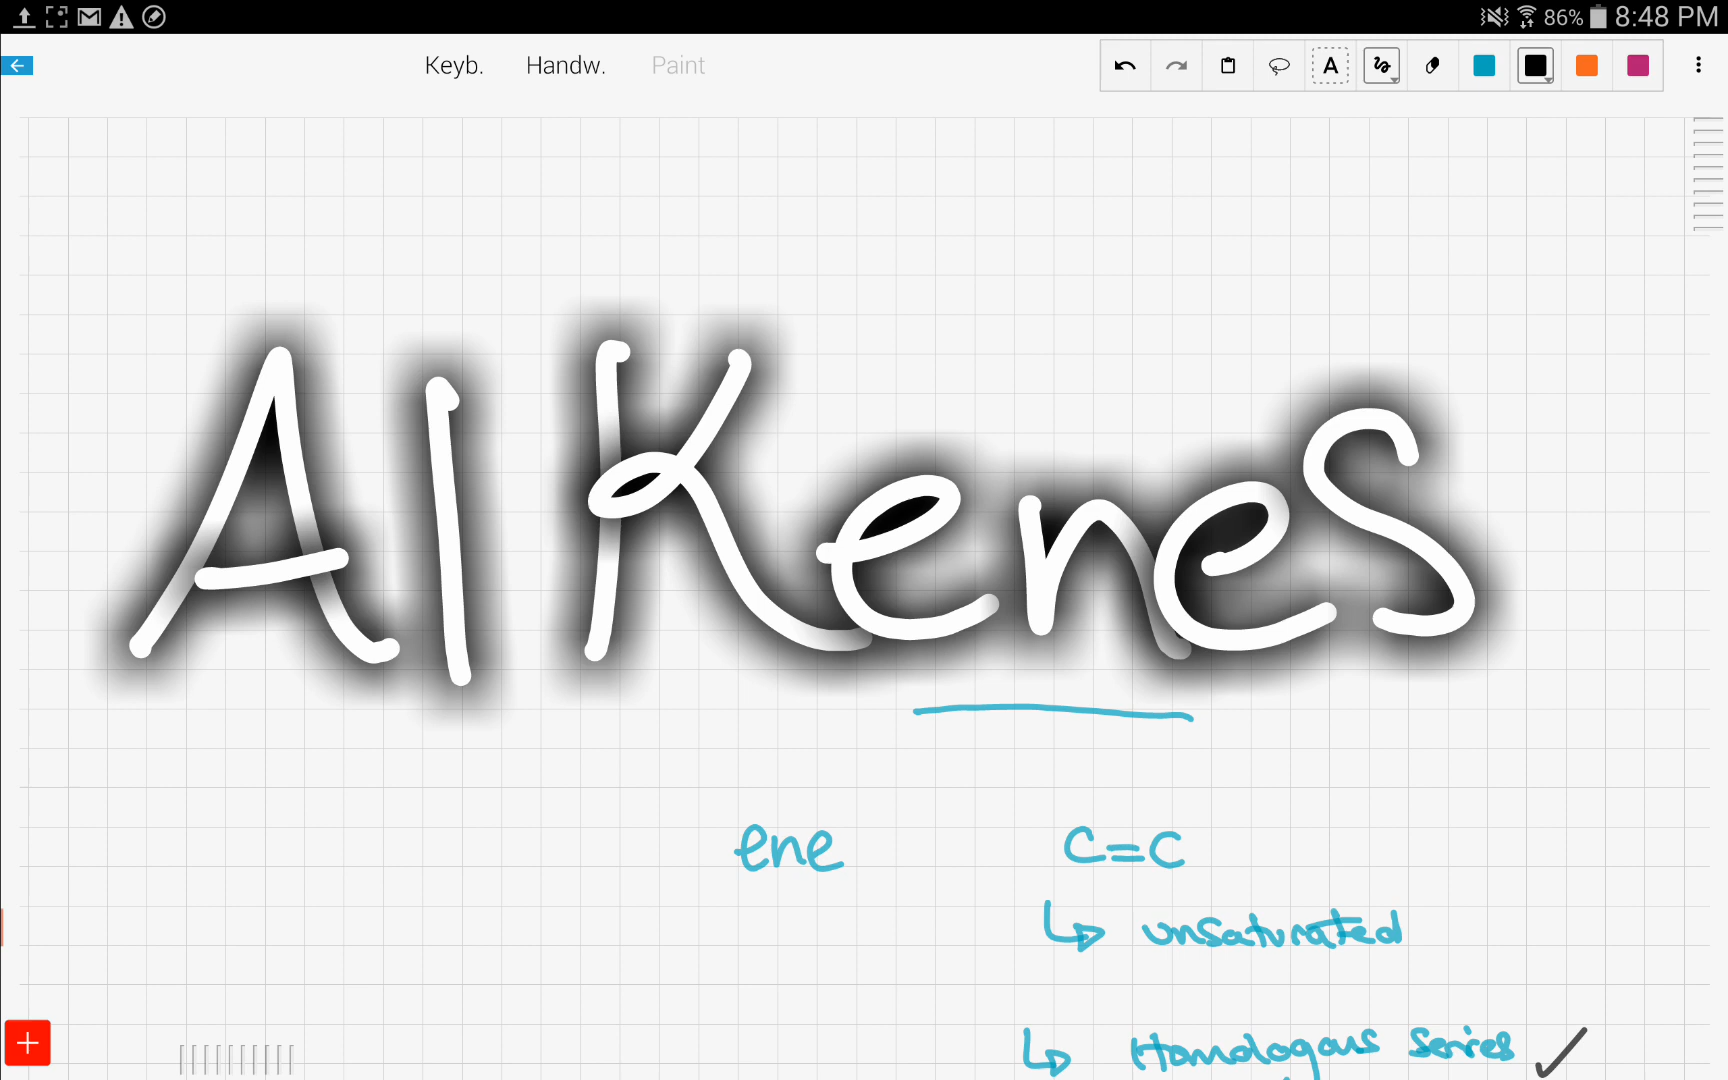 86% 8:48 PM
Keyb. Handw. Paint
A
AlKenes
ene C=C
unsaturated
Homologous series